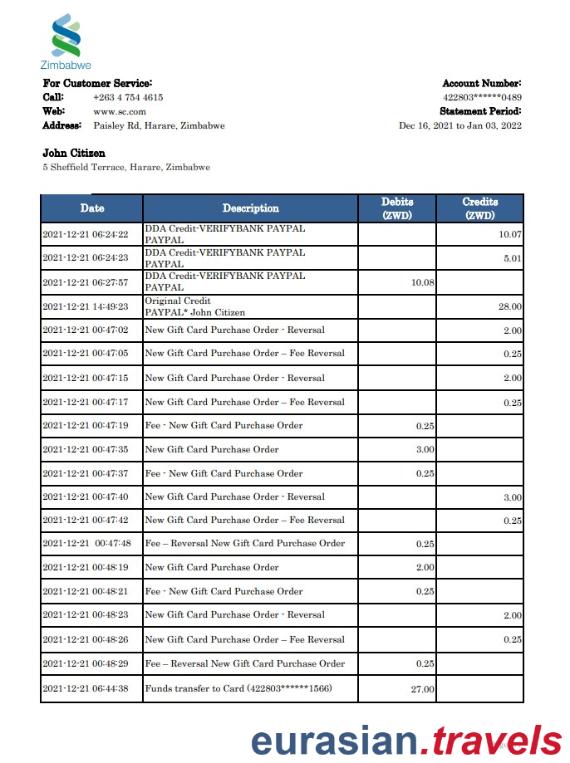 Zimbabwe
For Customer Service:
Call: +263 4 754 4615
Web: www.sc.com
Address: Paisley Rd, Harare, Zimbabwe
Account Number:
422803******0489
Statement Period:
Dec 16, 2021 to Jan 03, 2022
John Citizen
5 Sheffield Terrace, Harare, Zimbabwe
Date Description Debits (ZWD) Credits (ZWD)
2021-12-21 06:24:22 DDA Credit-VERIFYBANK PAYPAL PAYPAL 10.07
2021-12-21 06:24:23 DDA Credit-VERIFYBANK PAYPAL PAYPAL 5.01
2021-12-21 06:27:57 DDA Credit-VERIFYBANK PAYPAL PAYPAL 10,08
2021-12-21 14:49:23 Original Credit PAYPAL* John Citizen 28.00
2021-12-21 00:47:02 New Gift Card Purchase Order - Reversal 2.00
2021-12-21 00:47:05 New Gift Card Purchase Order – Fee Reversal 0.25
2021-12-21 00:47:15 New Gift Card Purchase Order - Reversal 2.00
2021-12-21 00:47:17 New Gift Card Purchase Order – Fee Reversal 0.25
2021-12-21 00:47:19 Fee - New Gift Card Purchase Order 0.25
2021-12-21 00:47:35 New Gift Card Purchase Order 3.00
2021-12-21 00:47:37 Fee - New Gift Card Purchase Order 0.25
2021-12-21 00:47:40 New Gift Card Purchase Order - Reversal 3.00
2021-12-21 00:47:42 New Gift Card Purchase Order – Fee Reversal 0.25
2021-12-21 00:47:48 Fee – Reversal New Gift Card Purchase Order 0.25
2021-12-21 00:48:19 New Gift Card Purchase Order 2.00
2021-12-21 00:48:21 Fee - New Gift Card Purchase Order 0.25
2021-12-21 00:48:23 New Gift Card Purchase Order - Reversal 2.00
2021-12-21 00:48:26 New Gift Card Purchase Order – Fee Reversal 0.25
2021-12-21 00:48:29 Fee – Reversal New Gift Card Purchase Order 0.25
2021-12-21 06:44:38 Funds transfer to Card (422803******1566) 27.00
eurasian.travels